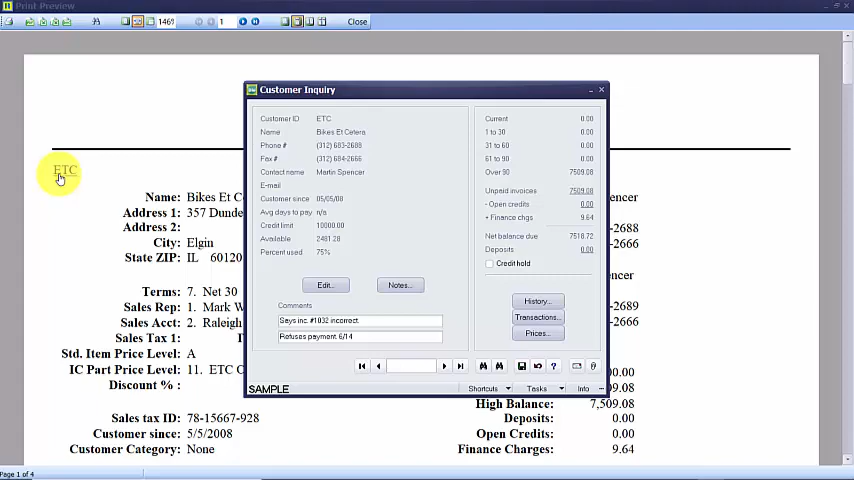 Print Preview
146%
1
Close
ETC
Name: Bikes Et C
Address 1: 357 Dunde
Address 2:
City: Elgin
State ZIP: IL 60120
Terms: 7. Net 30
Sales Rep: 1. Mark W
Sales Acct: 2. Raleigh
Sales Tax 1:
Std. Item Price Level: A
IC Part Price Level: 11. ETC C
Discount % :
Sales tax ID: 78-15667-928
Customer since: 5/5/2008
Customer Category: None
Customer Inquiry
Customer ID ETC
Name Bikes Et Cetera
Phone # (312) 683-2688
Fax# (312) 684-2666
Contact name Martin Spencer
E-mail
Customer since 05/05/08
Avg days to pay n/a
Credit limit 10000.00
Available 2481.28
Percent used 75%
Edit...
Notes...
Comments
Says inc. #1032 incorrect.
Refuses payment. 6/14
Current 0.00
1 to 30 0.00
31 to 60 0.00
61 to 90 0.00
Over 90 7509.08
Unpaid invoices 7509.08
- Open credits 0.00
+ Finance chgs 9.64
Net balance due 7518.72
Deposits 0.00
Credit hold
History...
Transactions...
Prices...
SAMPLE
Shortcuts
Tasks
Info
encer
-2688
-2666
encer
-2689
-2666
00.00
09.08
High Balance: 7,509.08
Deposits: 0.00
Open Credits: 0.00
Finance Charges: 9.64
Page 1 of 4